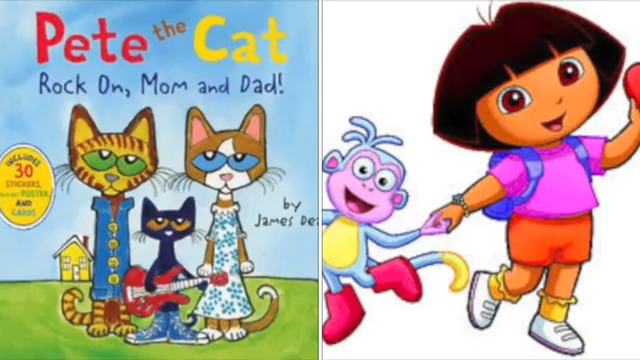 Pete the Cat
Rock On, Mom and Dad!
INCLUDES
30
STICKERS,
POSTER,
AND
CARDS
by
James